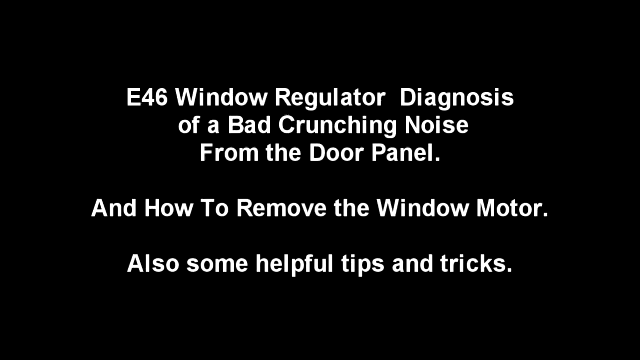 E46 Window Regulator  Diagnosis
of a Bad Crunching Noise
From the Door Panel.
And How To Remove the Window Motor.
Also some helpful tips and tricks.